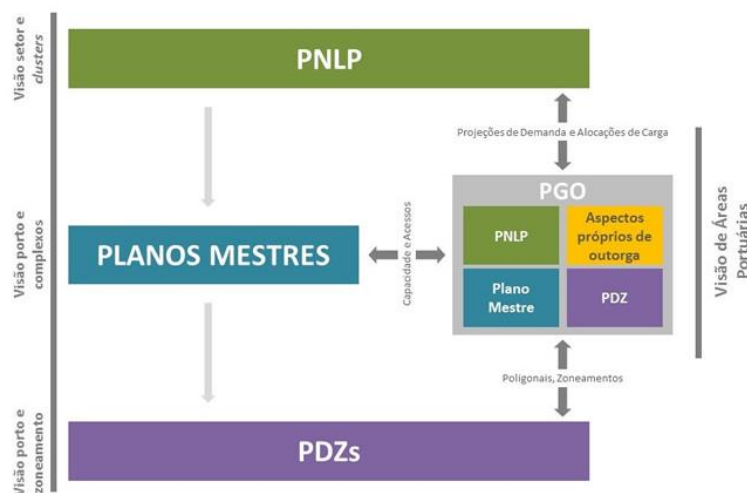 Visão setor e
clusters
PNLP
Projeções de Demanda e Alocações de Carga
Visão porto e
complexos
PLANOS MESTRES
Capacidade e Acessos
PGO
PNLP
Aspectos
próprios de
outorga
Plano
Mestre
PDZ
Visão de Áreas
Portuárias
Poligonais, Zoneamentos
Visão porto e
zoneamento
PDZs